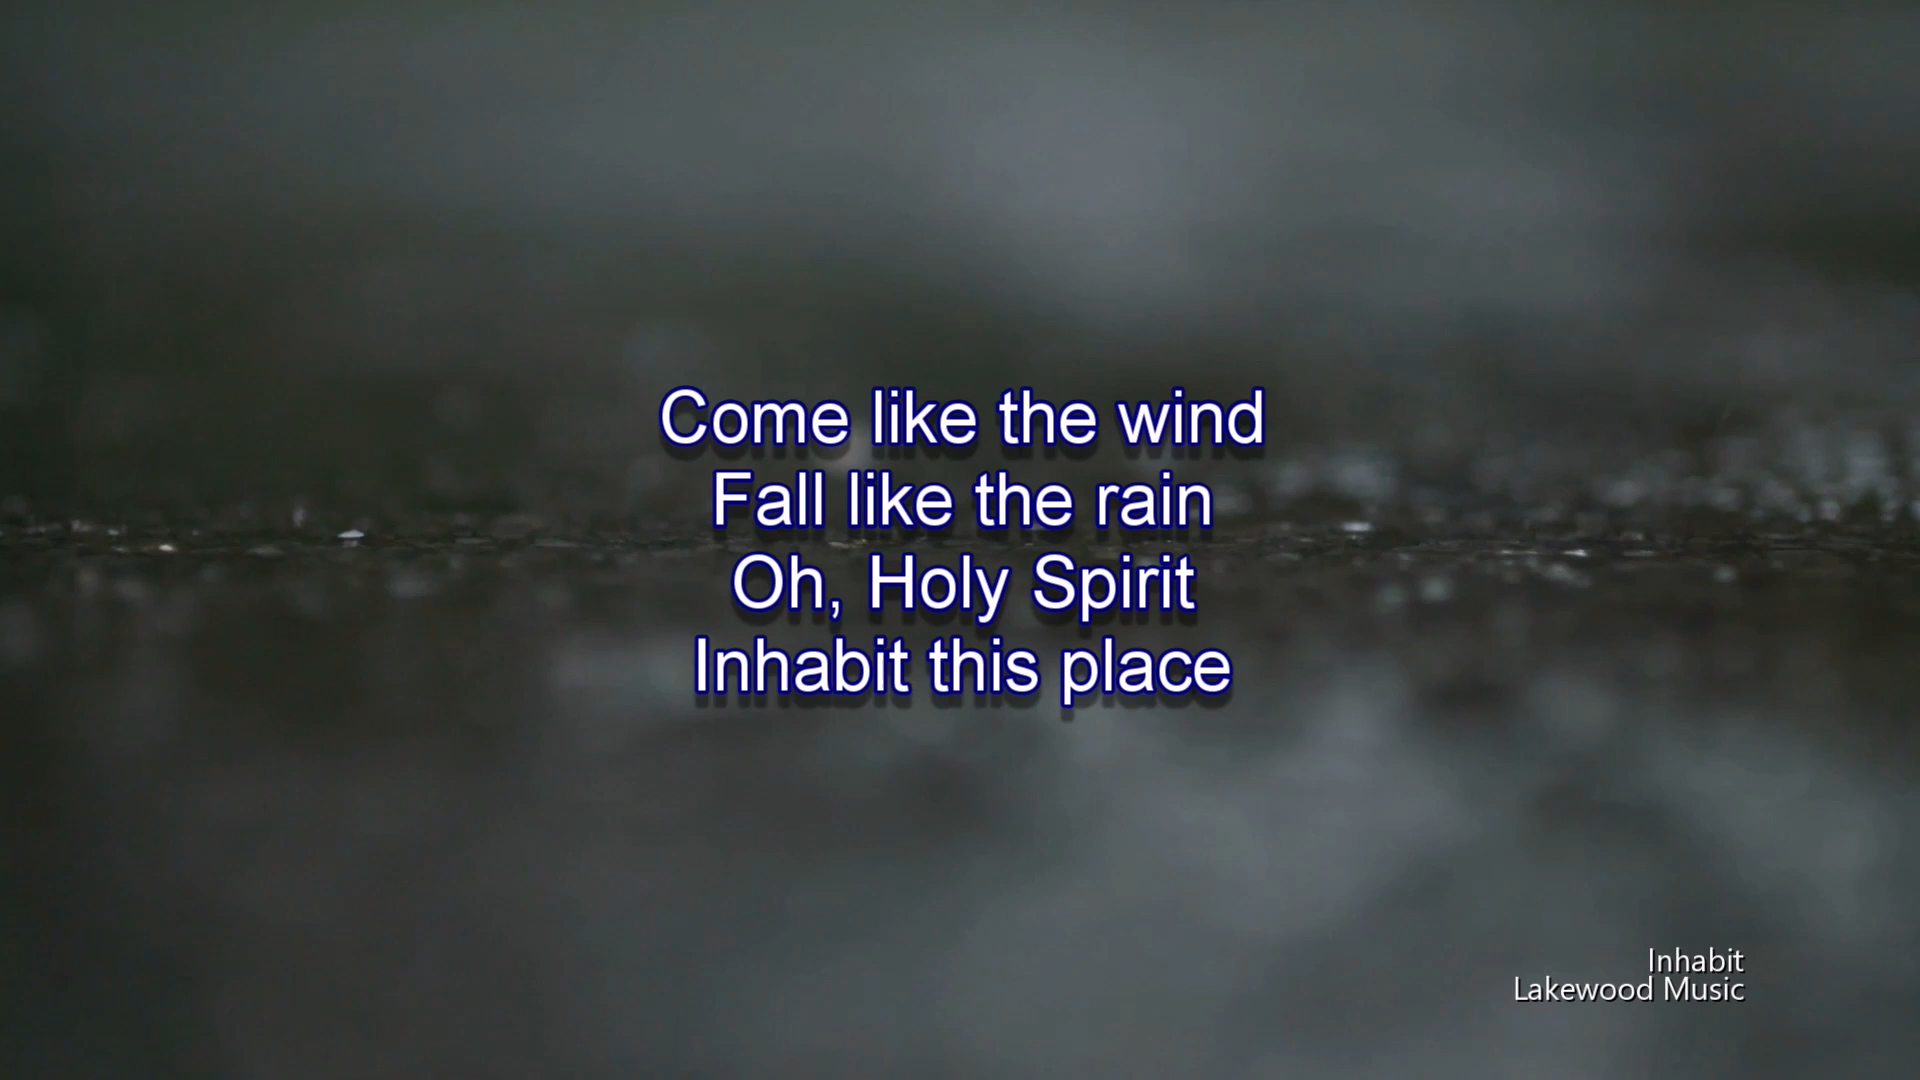 Come like the wind
Fall like the rain
Oh, Holy Spirit
Inhabit this place
Inhabit
Lakewood Music